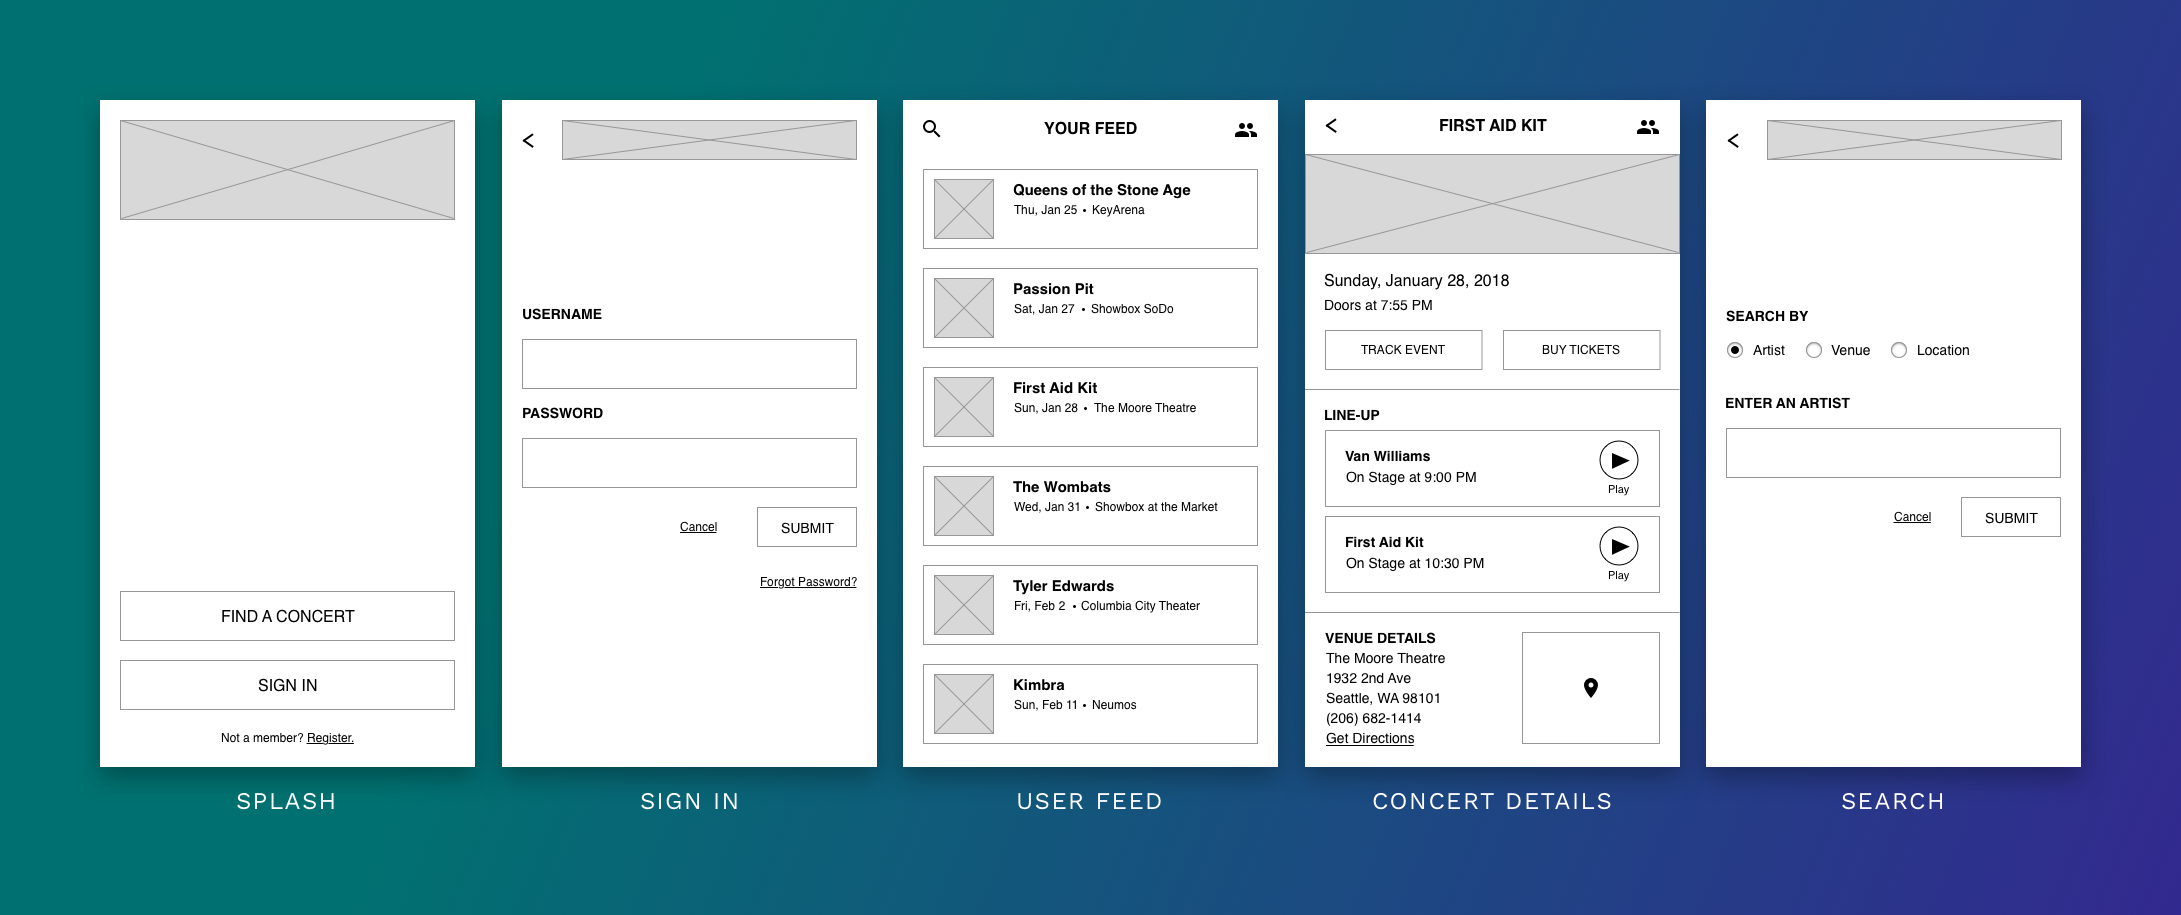 FIND A CONCERT
SIGN IN
Not a member? Register.
SPLASH
USERNAME
PASSWORD
Cancel
SUBMIT
Forgot Password?
SIGN IN
YOUR FEED
Queens of the Stone Age
Thu, Jan 25 • KeyArena
Passion Pit
Sat, Jan 27 • Showbox SoDo
First Aid Kit
Sun, Jan 28 • The Moore Theatre
The Wombats
Wed, Jan 31 • Showbox at the Market
Tyler Edwards
Fri, Feb 2 • Columbia City Theater
Kimbra
Sun, Feb 11 • Neumos
USER FEED
FIRST AID KIT
Sunday, January 28, 2018
Doors at 7:55 PM
TRACK EVENT
BUY TICKETS
LINE-UP
Van Williams
On Stage at 9:00 PM
Play
First Aid Kit
On Stage at 10:30 PM
Play
VENUE DETAILS
The Moore Theatre
1932 2nd Ave
Seattle, WA 98101
(206) 682-1414
Get Directions
CONCERT DETAILS
SEARCH BY
Artist
Venue
Location
ENTER AN ARTIST
Cancel
SUBMIT
SEARCH